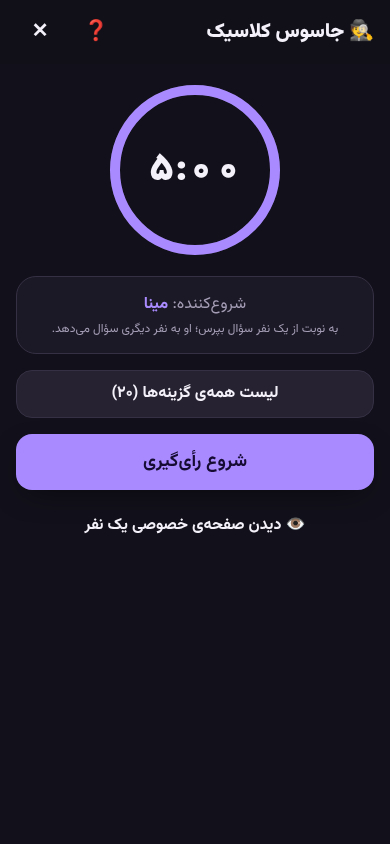 🕵️ جاسوس کلاسیک ❓ ✕
۵:۰۰
شروع‌کننده: مینا
به نوبت از یک نفر سؤال بپرس؛ او به نفر دیگری سؤال می‌دهد.
لیست همه‌ی گزینه‌ها (۲۰)
شروع رأی‌گیری
👁️ دیدن صفحه‌ی خصوصی یک نفر